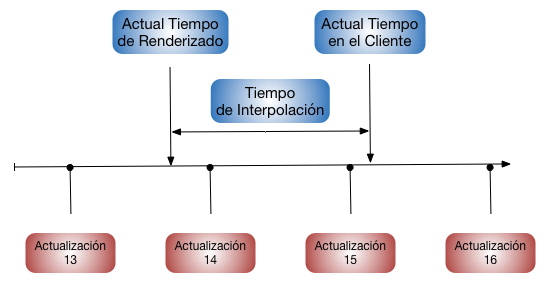 Actual Tiempo
de Renderizado
Actual Tiempo
en el Cliente
Tiempo
de Interpolación
Actualización
13
Actualización
14
Actualización
15
Actualización
16